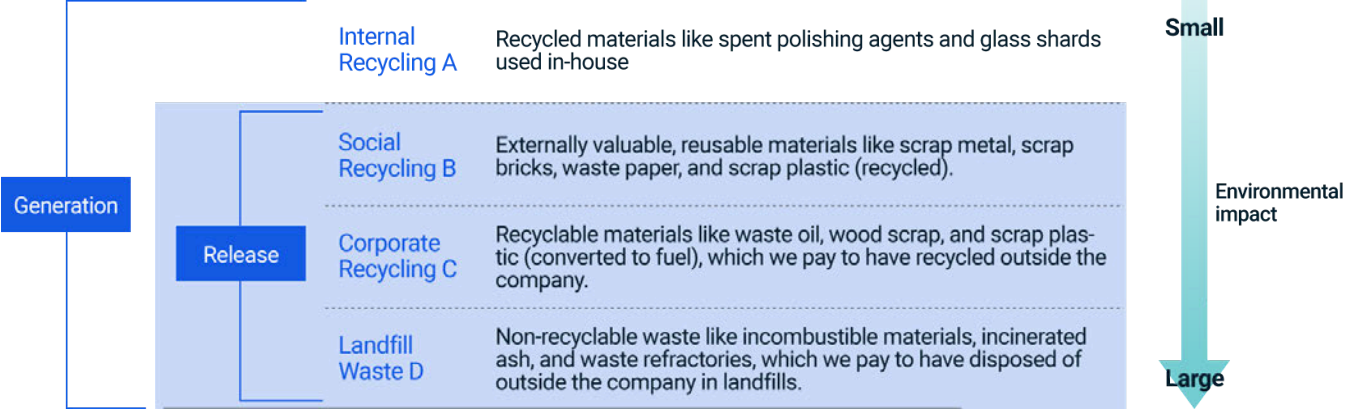 Small
Internal
Recycling A
Recycled materials like spent polishing agents and glass shards
used in-house
Social
Recycling B
Externally valuable, reusable materials like scrap metal, scrap
bricks, waste paper, and scrap plastic (recycled).
Generation
Environmental
impact
Release
Corporate
Recycling C
Recyclable materials like waste oil, wood scrap, and scrap plas-
tic (converted to fuel), which we pay to have recycled outside the
company.
Landfill
Waste D
Non-recyclable waste like incombustible materials, incinerated
ash, and waste refractories, which we pay to have disposed of
outside the company in landfills.
Large